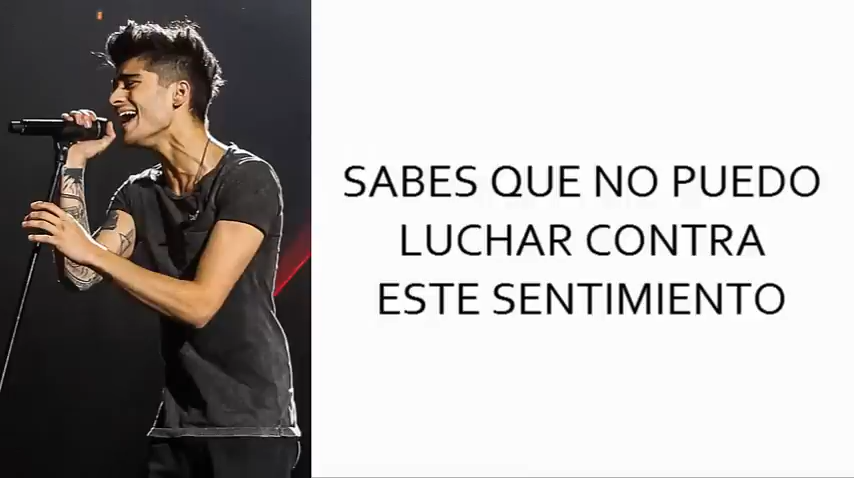 SABES QUE NO PUEDO
LUCHAR CONTRA
ESTE SENTIMIENTO